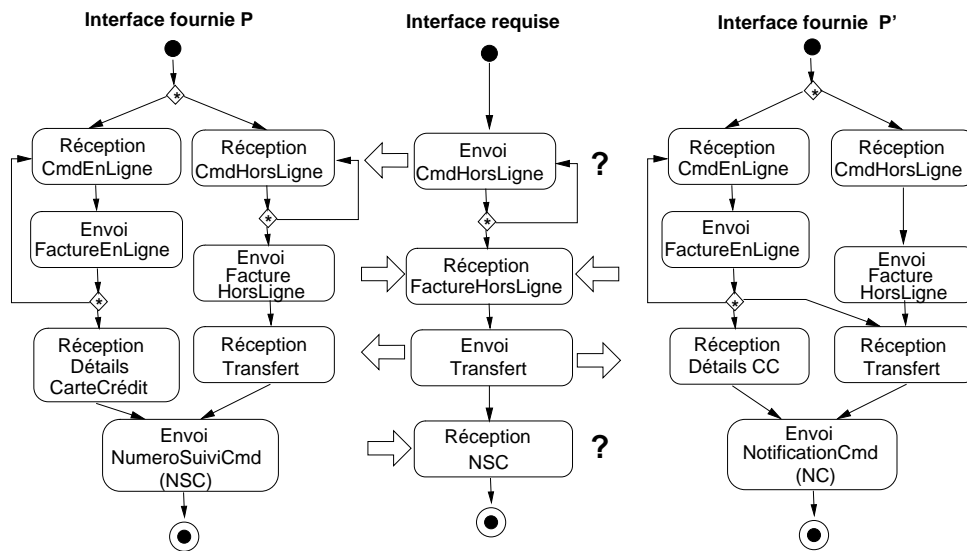 Interface fournie P
Interface requise
Interface fournie P’
*
*
Réception
CmdEnLigne
Réception
CmdHorsLigne
Envoi
CmdHorsLigne
?
Réception
CmdEnLigne
Réception
CmdHorsLigne
*
*
Envoi
FactureEnLigne
Envoi
Facture
HorsLigne
Réception
FactureHorsLigne
Envoi
FactureEnLigne
Envoi
Facture
HorsLigne
*
*
Réception
Détails
CarteCrédit
Réception
Transfert
Envoi
Transfert
Réception
Détails CC
Réception
Transfert
Envoi
NumeroSuiviCmd
(NSC)
Réception
NSC
?
Envoi
NotificationCmd
(NC)